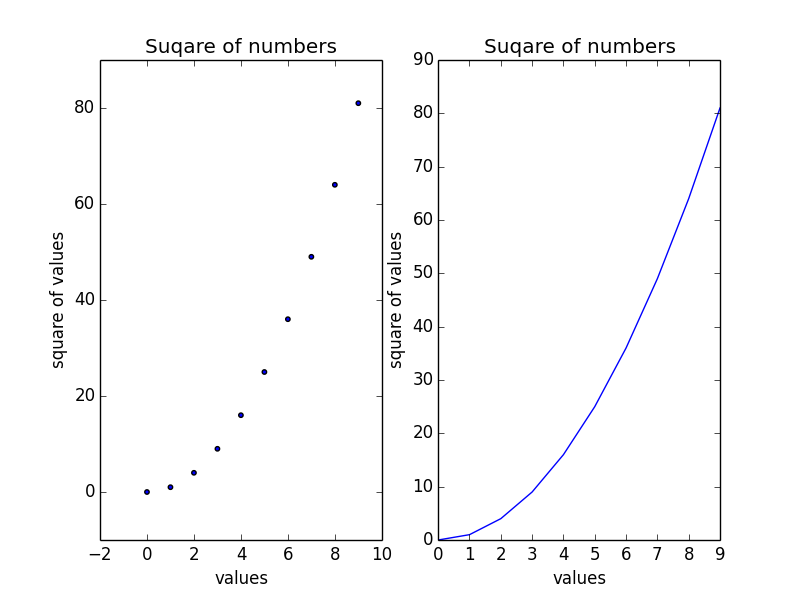 Suqare of numbers
square of values
80
60
40
20
0
−2 0 2 4 6 8 10
values
Suqare of numbers
square of values
90
80
70
60
50
40
30
20
10
0
0 1 2 3 4 5 6 7 8 9
values